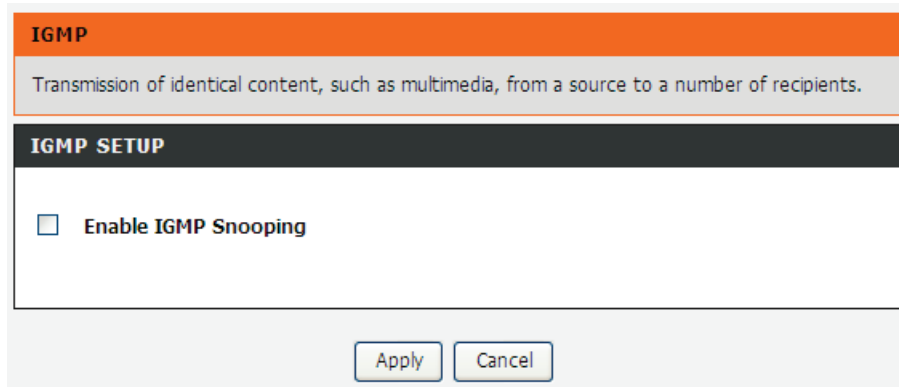 IGMP
Transmission of identical content, such as multimedia, from a source to a number of recipients.
IGMP SETUP
Enable IGMP Snooping
Apply Cancel